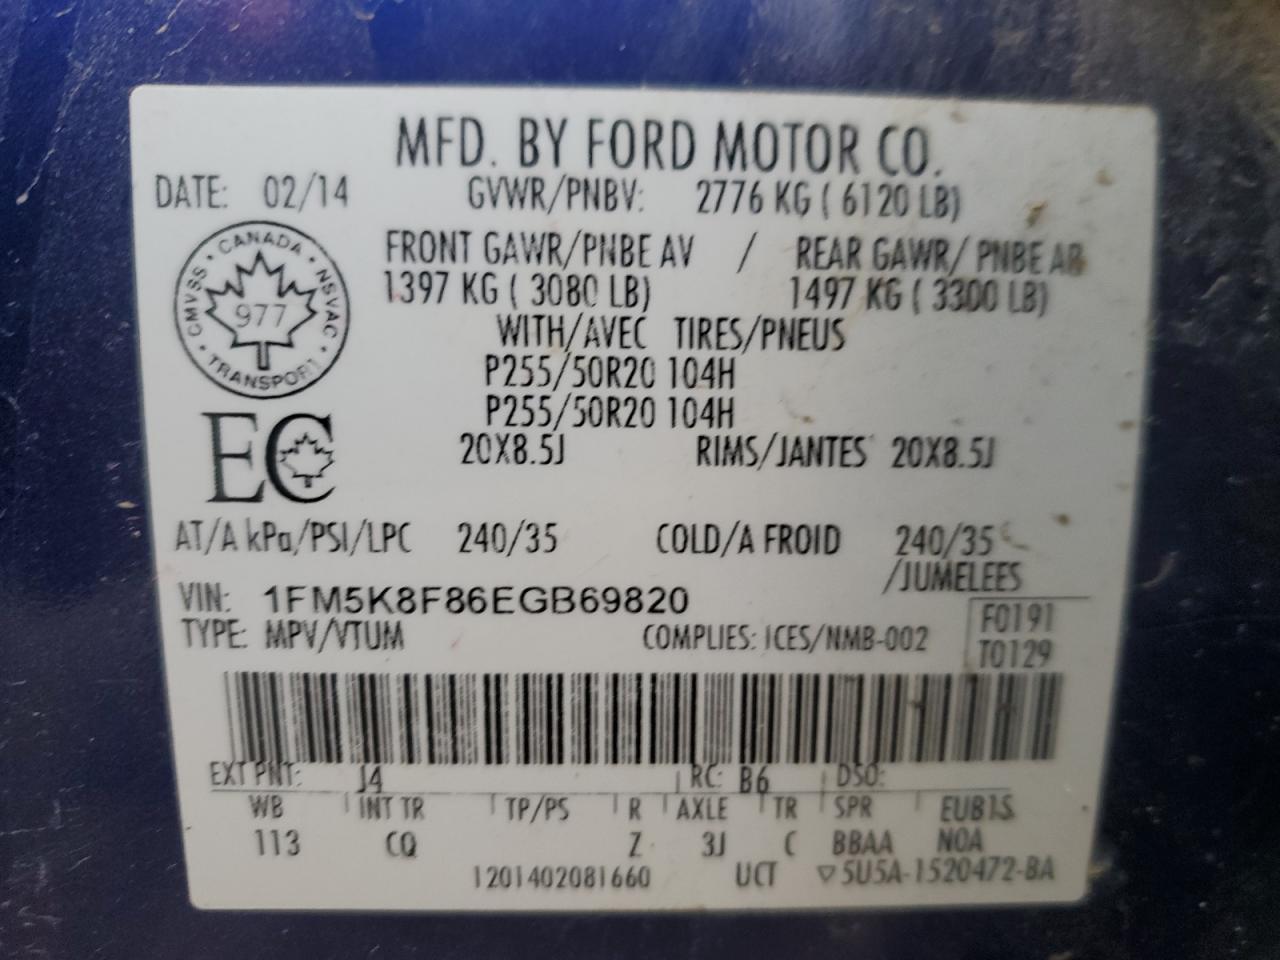 MFD. BY FORD MOTOR CO.
DATE: 02/14 GVWR/PNBV: 2776 KG ( 6120 LB)
FRONT GAWR/PNBE AV / REAR GAWR/ PNBE AR
1397 KG ( 3080 LB) 1497 KG ( 3300 LB)
WITH/AVEC TIRES/PNEUS
P255/50R20 104H
P255/50R20 104H
20X8.5J RIMS/JANTES 20X8.5J
CANADA • NSVAC • TRANSPORT • CMVSS •
977
EC
AT/A kPa/PSI/LPC 240/35 COLD/A FROID 240/35
/JUMELEES
VIN: 1FM5K8F86EGB69820
TYPE: MPV/VTUM COMPLIES: ICES/NMB-002
F0191
T0129
EXT PNT: J4 RC: B6 DSO:
WB INT TR TP/PS R AXLE TR SPR EUB1S
113 CQ Z 3J C BBAA NOA
1201402081660 UCT ▽5U5A-1520472-BA